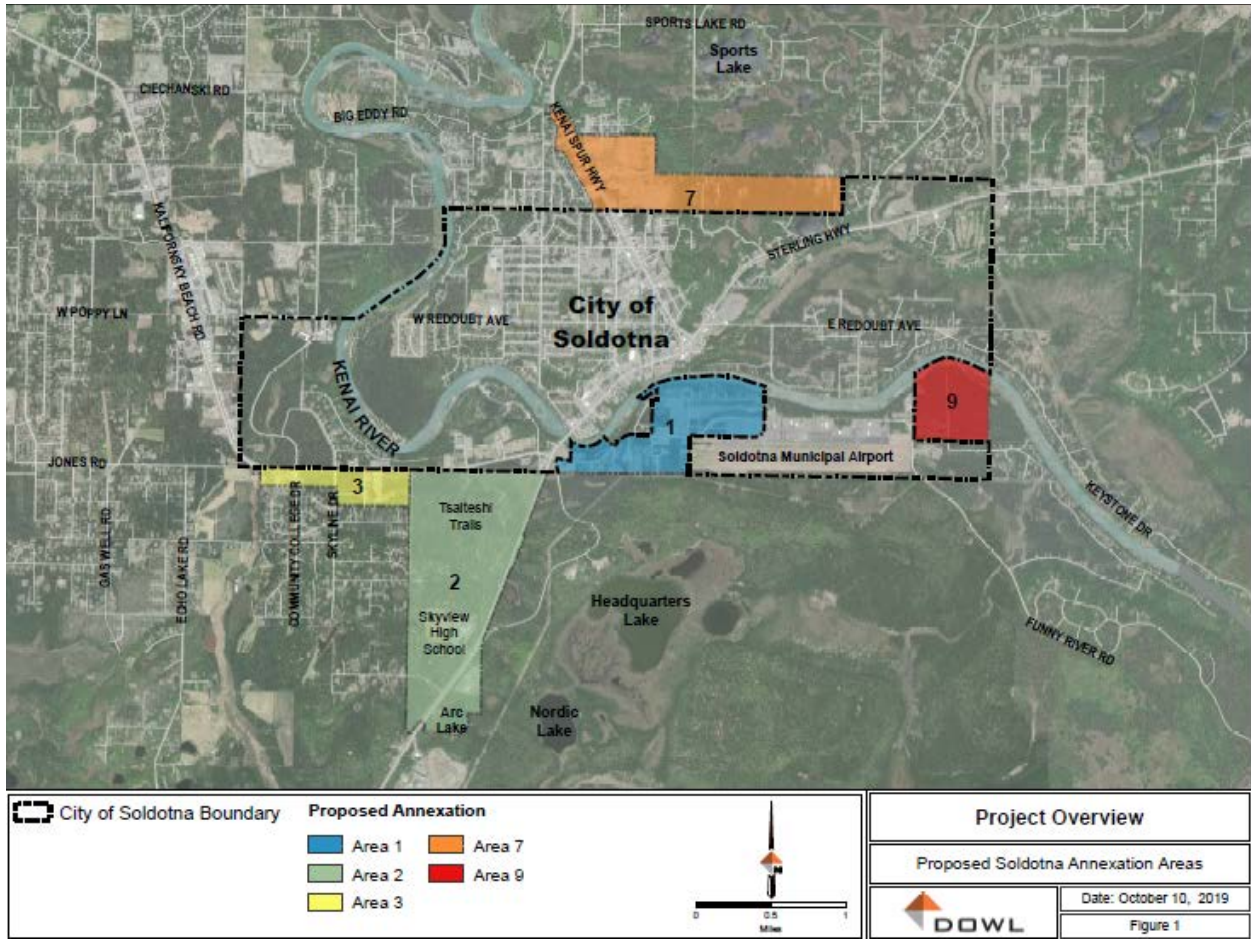 SPORTS LAKE RD
Sports
Lake
CIECHANSKI RD
BIG EDDY RD
KENAI SPUR HWY
7
KALIFORNSKY BEACH RD
STERLING HWY
City of
Soldotna
W POPPY LN
W REDOUBT AVE
E REDOUBT AVE
KENAI RIVER
1
9
Soldotna Municipal Airport
JONES RD
3
KEYSTONE DR
GAS WELL RD
ECHO LAKE RD
COMMUNITY COLLEGE DR
SKYLINE DR
Tsalteshi
Trails
2
Skyview
High
School
Headquarters
Lake
FUNNY RIVER RD
Arc
Lake
Nordic
Lake
City of Soldotna Boundary
Proposed Annexation
Area 1
Area 7
Area 2
Area 9
Area 3
N
0 0.5 1
Miles
Project Overview
Proposed Soldotna Annexation Areas
DOWL
Date: October 10, 2019
Figure 1